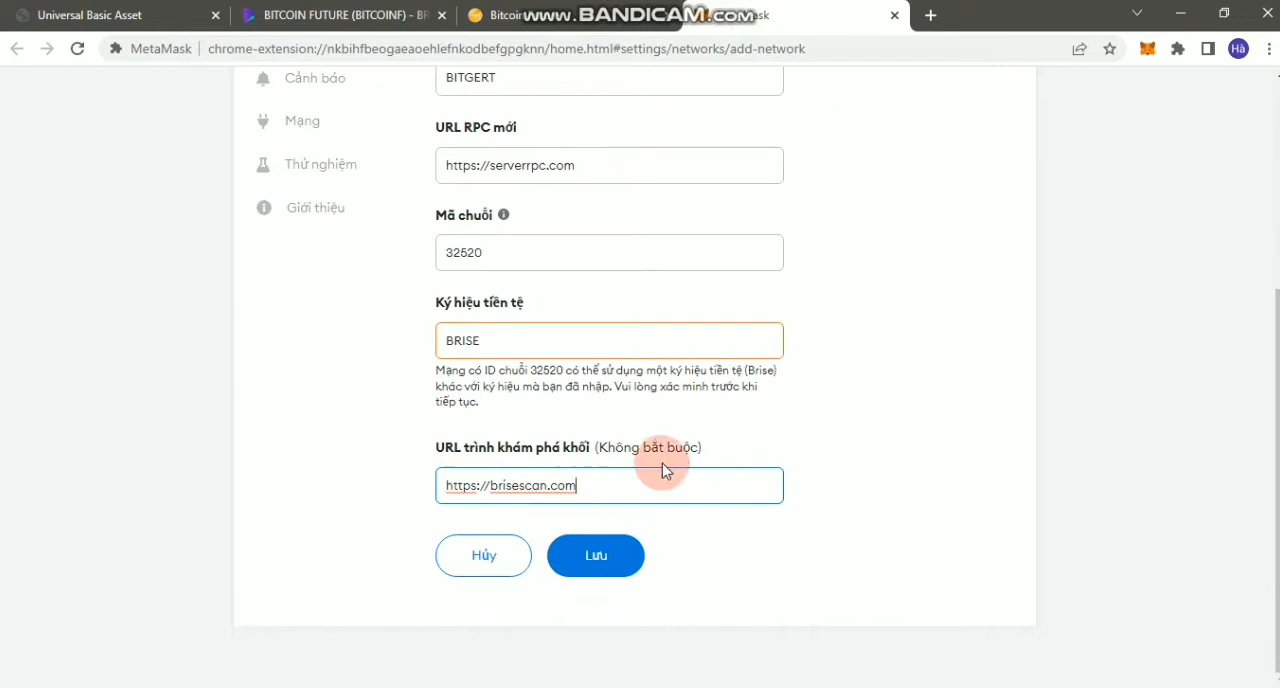 Universal Basic Asset
BITCOIN FUTURE (BITCOINF) - BR
Bitcoin
www.BANDICAM.com
ask
MetaMask
chrome-extension://nkbihfbeogaeaoehlefnkodbefgpgknn/home.html#settings/networks/add-network
Hà
Cảnh báo
BITGERT
Mạng
URL RPC mới
Thử nghiệm
https://serverrpc.com
Giới thiệu
Mã chuỗi
32520
Ký hiệu tiền tệ
BRISE
Mạng có ID chuỗi 32520 có thể sử dụng một ký hiệu tiền tệ (Brise)
khác với ký hiệu mà bạn đã nhập. Vui lòng xác minh trước khi
tiếp tục.
URL trình khám phá khối (Không bắt buộc)
https://brisescan.com
Hủy
Lưu